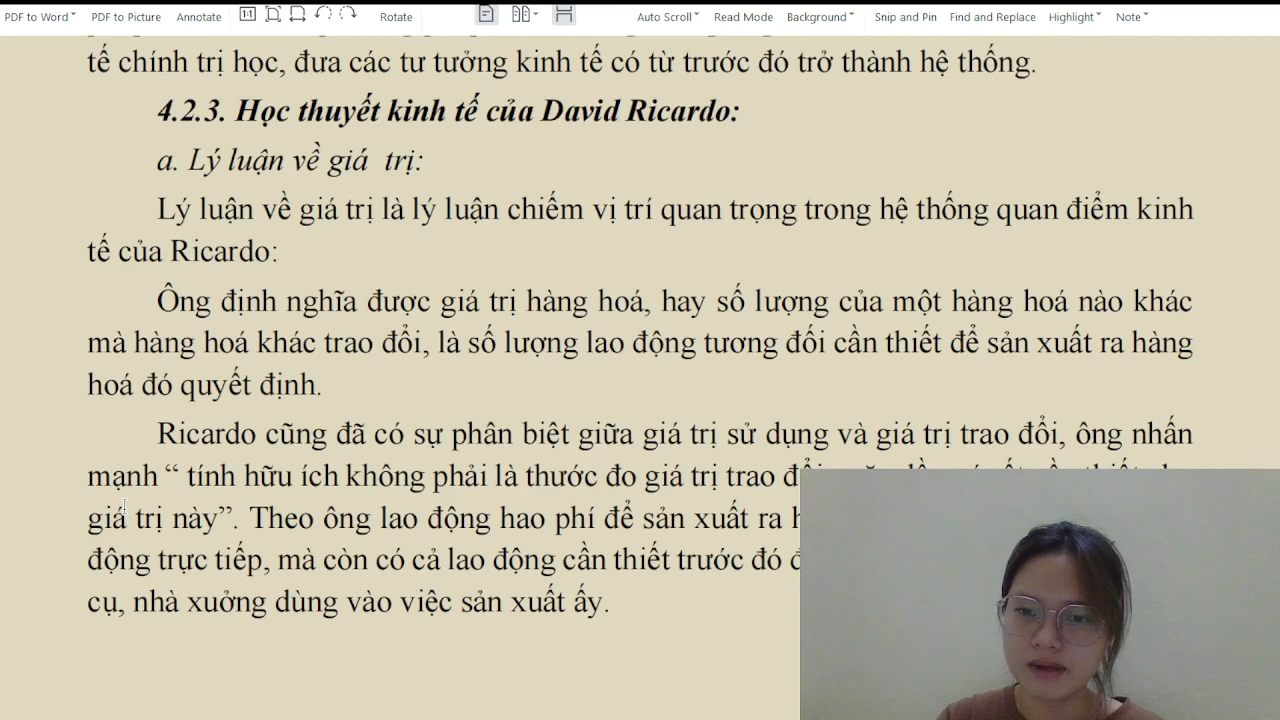 PDF to Word PDF to Picture Annotate Rotate Auto Scroll Read Mode Background Snip and Pin Find and Replace Highlight Note
tế chính trị học, đưa các tư tưởng kinh tế có từ trước đó trở thành hệ thống.
4.2.3. Học thuyết kinh tế của David Ricardo:
a. Lý luận về giá trị:
Lý luận về giá trị là lý luận chiếm vị trí quan trọng trong hệ thống quan điểm kinh
tế của Ricardo:
Ông định nghĩa được giá trị hàng hoá, hay số lượng của một hàng hoá nào khác
mà hàng hoá khác trao đổi, là số lượng lao động tương đối cần thiết để sản xuất ra hàng
hoá đó quyết định.
Ricardo cũng đã có sự phân biệt giữa giá trị sử dụng và giá trị trao đổi, ông nhấn
mạnh “ tính hữu ích không phải là thước đo giá trị trao
giá trị này”. Theo ông lao động hao phí để sản xuất ra
động trực tiếp, mà còn có cả lao động cần thiết trước đó
cụ, nhà xưởng dùng vào việc sản xuất ấy.